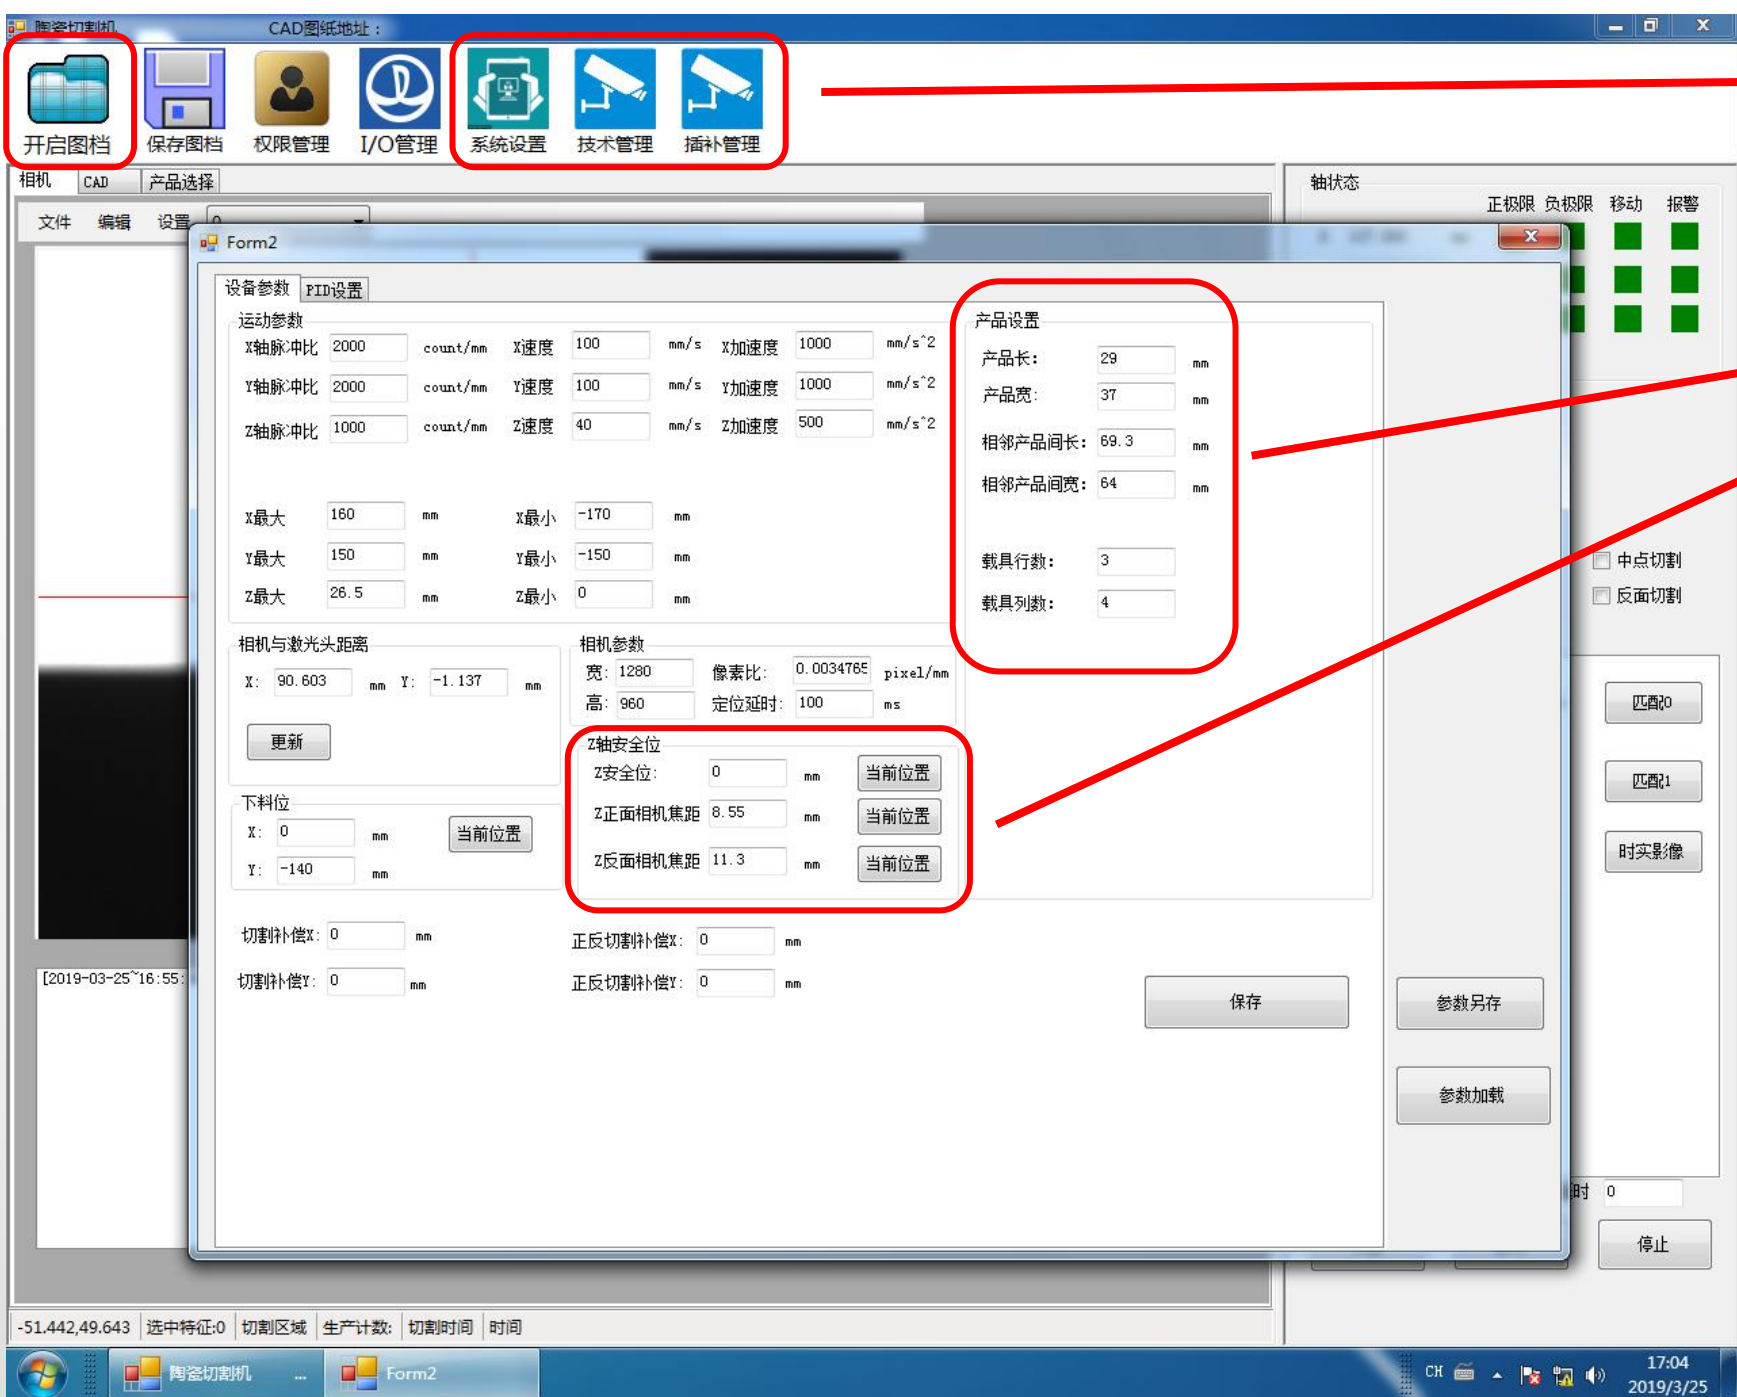 陶瓷切割机 CAD图纸地址：
开启图档 保存图档 权限管理 I/O管理 系统设置 技术管理 插补管理
相机 CAD 产品选择
文件 编辑 设置 0
轴状态
正极限 负极限 移动 报警
Form2
设备参数 PID设置
运动参数
X轴脉冲比 2000 count/mm X速度 100 mm/s X加速度 1000 mm/s^2
Y轴脉冲比 2000 count/mm Y速度 100 mm/s Y加速度 1000 mm/s^2
Z轴脉冲比 1000 count/mm Z速度 40 mm/s Z加速度 500 mm/s^2
X最大 160 mm X最小 -170 mm
Y最大 150 mm Y最小 -150 mm
Z最大 26.5 mm Z最小 0 mm
产品设置
产品长: 29 mm
产品宽: 37 mm
相邻产品间长: 69.3 mm
相邻产品间宽: 64 mm
载具行数: 3
载具列数: 4
相机与激光头距离
X: 90.603 mm Y: -1.137 mm
更新
相机参数
宽: 1280 像素比: 0.0034765 pixel/mm
高: 960 定位延时: 100 ms
Z轴安全位
Z安全位: 0 mm 当前位置
Z正面相机焦距 8.55 mm 当前位置
Z反面相机焦距 11.3 mm 当前位置
下料位
X: 0 mm 当前位置
Y: -140 mm
切割补偿X: 0 mm 正反切割补偿X: 0 mm
切割补偿Y: 0 mm 正反切割补偿Y: 0 mm
保存 参数另存
参数加载
中点切割
反面切割
匹配0
匹配1
时实影像
[2019-03-25~16:55:
时 0
停止
-51.442,49.643 选中特征:0 切割区域 生产计数: 切割时间 时间
陶瓷切割机 ... Form2 CH 17:04
2019/3/25